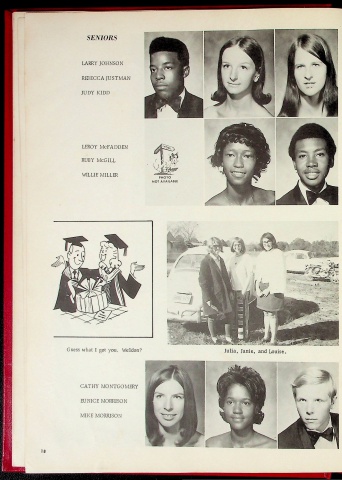 SENIORS
LARRY JOHNSON
REBECCA JUSTMAN
JUDY KIDD
LEROY McFADDEN
RUBY McGILL
WILLIE MILLER
PHOTO
NOT AVAILABLE
Guess what I got you, Weldon?
Julia, Janis, and Louise.
CATHY MONTGOMERY
EUNICE MORRISON
MIKE MORRISON
18